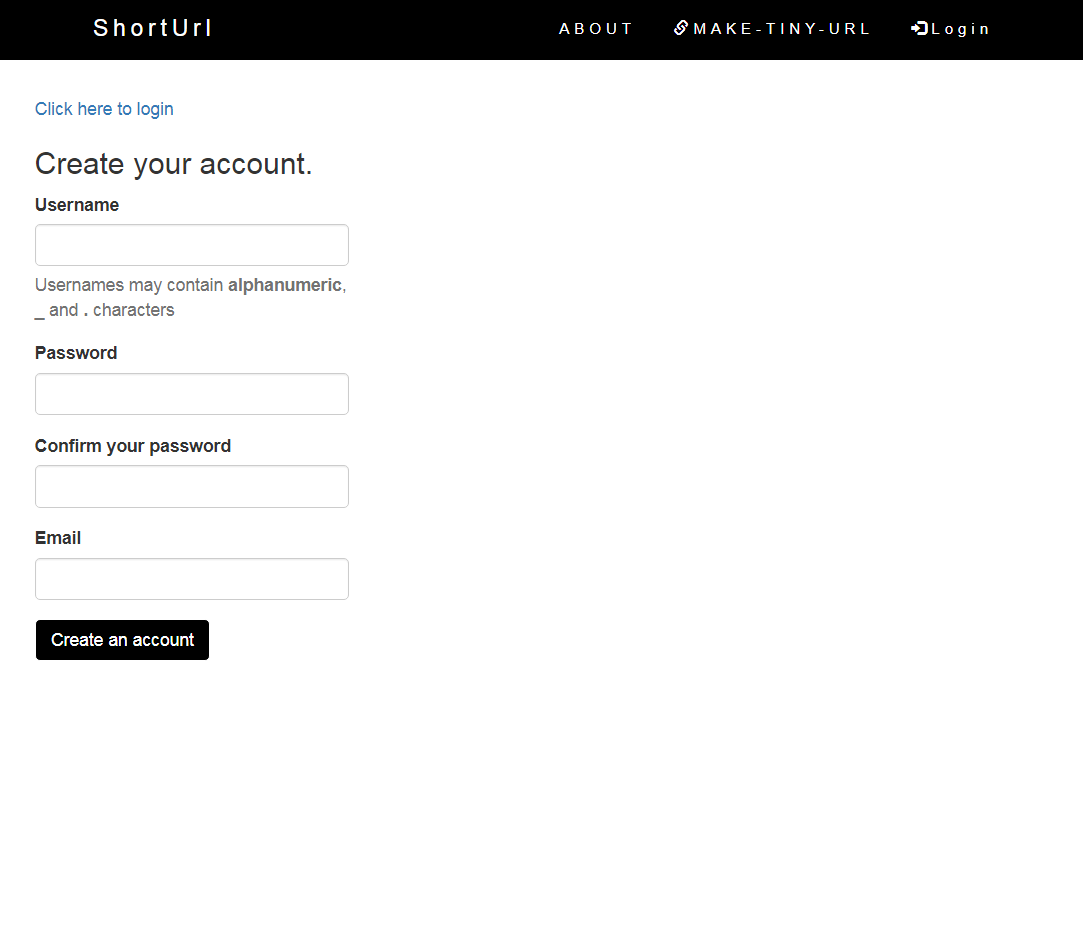 ShortUrl
ABOUT
MAKE-TINY-URL
Login
Click here to login
Create your account.
Username
Usernames may contain alphanumeric,
_ and . characters
Password
Confirm your password
Email
Create an account